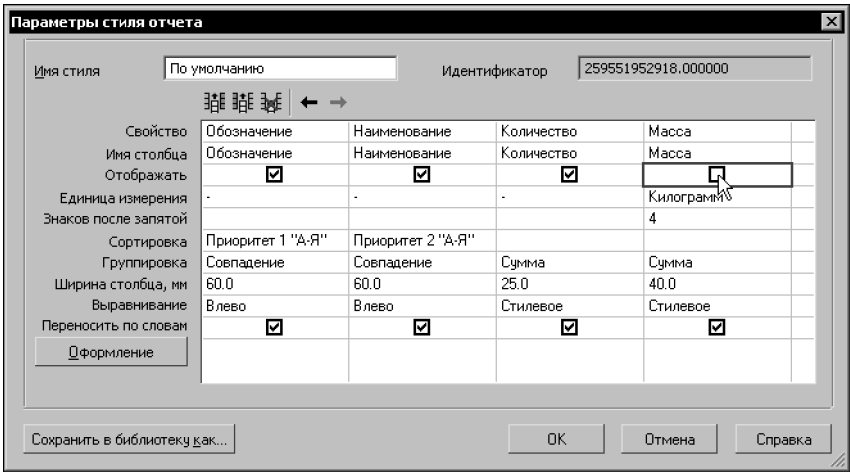 Параметры стиля отчета
Имя стиля По умолчанию Идентификатор 259551952918.000000
Свойство Обозначение Наименование Количество Масса
Имя столбца Обозначение Наименование Количество Масса
Отображать
Единица измерения - - - Килограмм
Знаков после запятой 4
Сортировка Приоритет 1 "А-Я" Приоритет 2 "А-Я"
Группировка Совпадение Совпадение Сумма Сумма
Ширина столбца, мм 60.0 60.0 25.0 40.0
Выравнивание Влево Влево Стилевое Стилевое
Переносить по словам
Оформление
Сохранить в библиотеку как... OK Отмена Справка